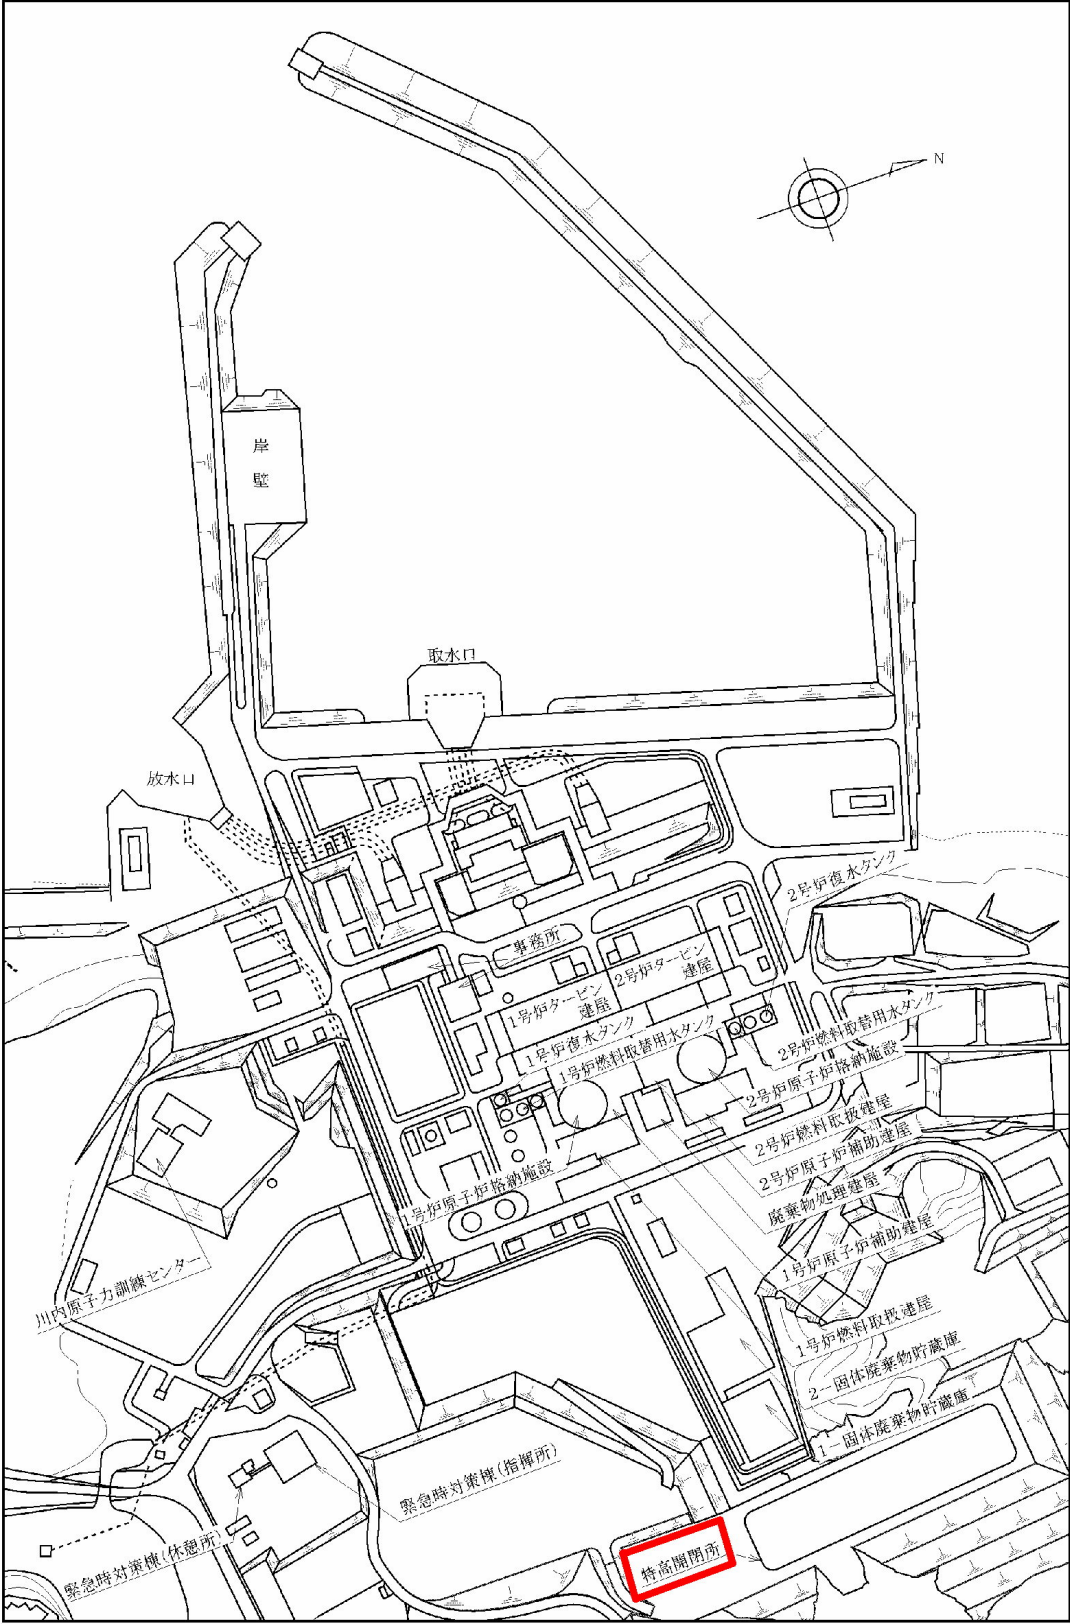 N
岸
壁
取水口
放水口
2号炉復水タンク
事務所
2号炉タービン
建屋
1号炉タービン
建屋
1号炉復水タンク
1号炉燃料取替用水タンク
2号炉燃料取替用水タンク
2号炉原子炉格納施設
2号炉燃料取扱建屋
2号炉原子炉補助建屋
廃棄物処理建屋
1号炉原子炉格納施設
1号炉原子炉補助建屋
川内原子力訓練センター
1号炉燃料取扱建屋
2-固体廃棄物貯蔵庫
1-固体廃棄物貯蔵庫
緊急時対策棟(指揮所)
緊急時対策棟(休憩所)
特高開閉所